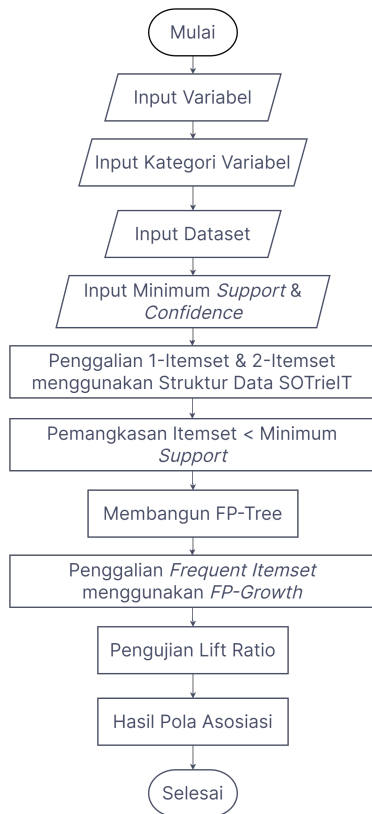 Mulai
Input Variabel
Input Kategori Variabel
Input Dataset
Input Minimum Support &
Confidence
Penggalian 1-Itemset & 2-Itemset
menggunakan Struktur Data SOTrieIT
Pemangkasan Itemset < Minimum
Support
Membangun FP-Tree
Penggalian Frequent Itemset
menggunakan FP-Growth
Pengujian Lift Ratio
Hasil Pola Asosiasi
Selesai